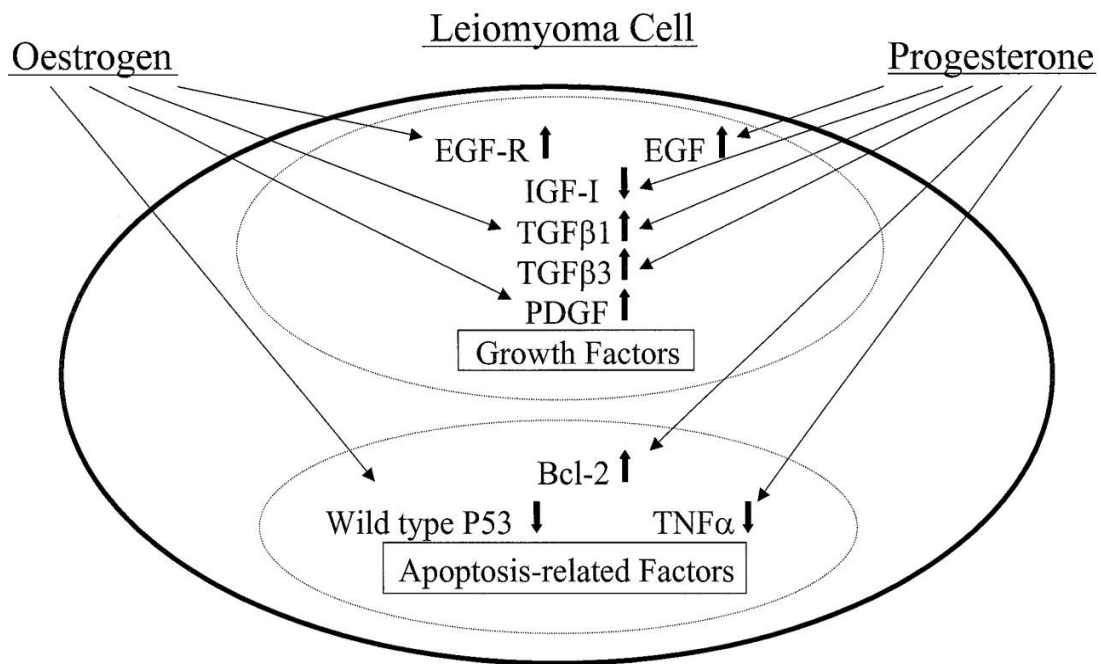 Leiomyoma Cell
Oestrogen
Progesterone
EGF-R
EGF
IGF-I
TGFβ1
TGFβ3
PDGF
Growth Factors
Bcl-2
Wild type P53
TNFα
Apoptosis-related Factors